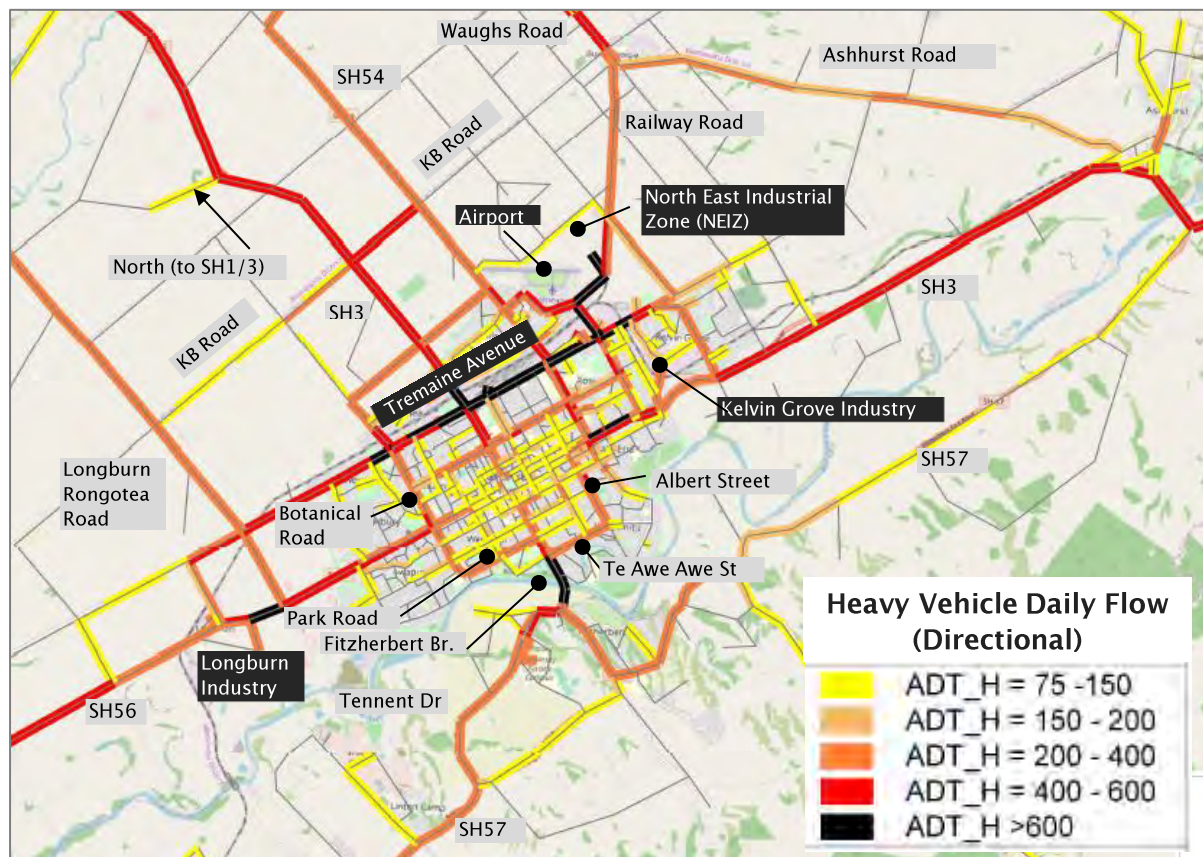 Waughs Road
Ashhurst Road
SH54
Railway Road
KB Road
North East Industrial
Zone (NEIZ)
Airport
North (to SH1/3)
SH3
SH3
KB Road
Tremaine Avenue
Kelvin Grove Industry
SH57
Longburn
Rongotea
Road
Albert Street
Botanical
Road
Te Awe Awe St
Park Road
Fitzherbert Br.
Longburn
Industry
Tennent Dr
SH56
SH57
Heavy Vehicle Daily Flow
(Directional)
ADT_H = 75 -150
ADT_H = 150 - 200
ADT_H = 200 - 400
ADT_H = 400 - 600
ADT_H >600